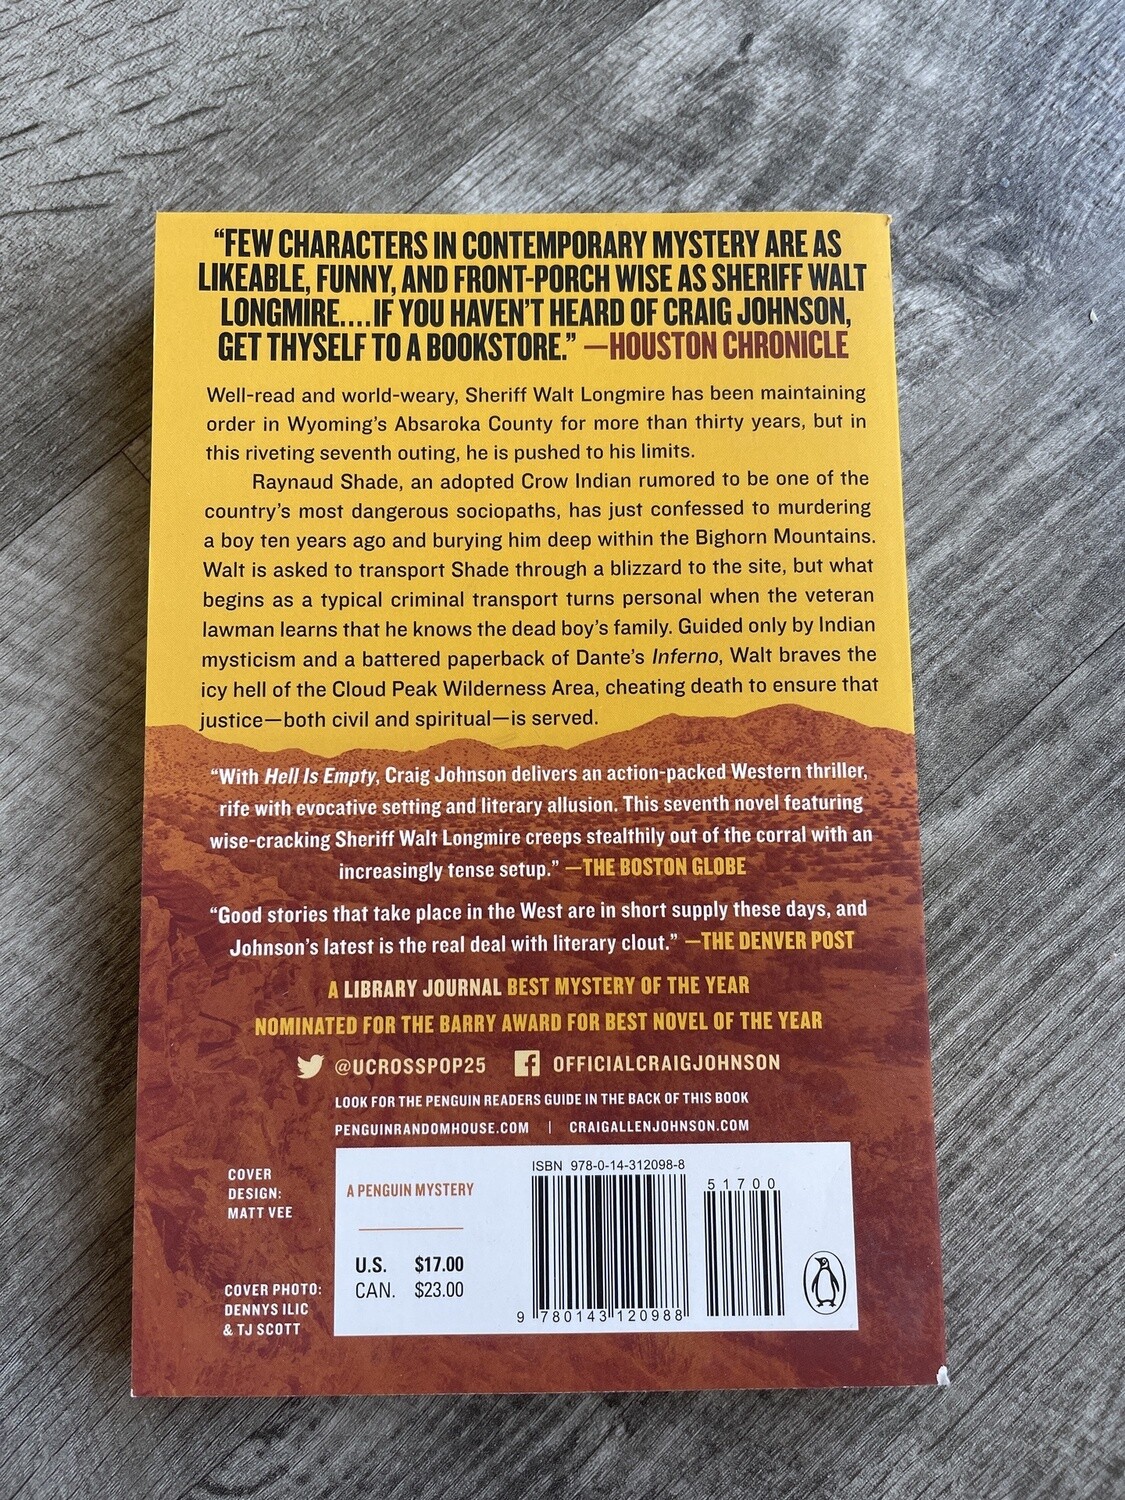 “FEW CHARACTERS IN CONTEMPORARY MYSTERY ARE AS
LIKEABLE, FUNNY, AND FRONT-PORCH WISE AS SHERIFF WALT
LONGMIRE....IF YOU HAVEN’T HEARD OF CRAIG JOHNSON,
GET THYSELF TO A BOOKSTORE.” —HOUSTON CHRONICLE
Well-read and world-weary, Sheriff Walt Longmire has been maintaining
order in Wyoming’s Absaroka County for more than thirty years, but in
this riveting seventh outing, he is pushed to his limits.
Raynaud Shade, an adopted Crow Indian rumored to be one of the
country’s most dangerous sociopaths, has just confessed to murdering
a boy ten years ago and burying him deep within the Bighorn Mountains.
Walt is asked to transport Shade through a blizzard to the site, but what
begins as a typical criminal transport turns personal when the veteran
lawman learns that he knows the dead boy’s family. Guided only by Indian
mysticism and a battered paperback of Dante’s Inferno, Walt braves the
icy hell of the Cloud Peak Wilderness Area, cheating death to ensure that
justice—both civil and spiritual—is served.
“With Hell Is Empty, Craig Johnson delivers an action-packed Western thriller,
rife with evocative setting and literary allusion. This seventh novel featuring
wise-cracking Sheriff Walt Longmire creeps stealthily out of the corral with an
increasingly tense setup.” —THE BOSTON GLOBE
“Good stories that take place in the West are in short supply these days, and
Johnson’s latest is the real deal with literary clout.” —THE DENVER POST
A LIBRARY JOURNAL BEST MYSTERY OF THE YEAR
NOMINATED FOR THE BARRY AWARD FOR BEST NOVEL OF THE YEAR
@UCROSSPOP25 OFFICIALCRAIGJOHNSON
LOOK FOR THE PENGUIN READERS GUIDE IN THE BACK OF THIS BOOK
PENGUINRANDOMHOUSE.COM | CRAIGALLENJOHNSON.COM
COVER
DESIGN:
MATT VEE
COVER PHOTO:
DENNYS ILIC
& TJ SCOTT
A PENGUIN MYSTERY
U.S. $17.00
CAN. $23.00
ISBN 978-0-14-312098-8
51700
9 780143 120988